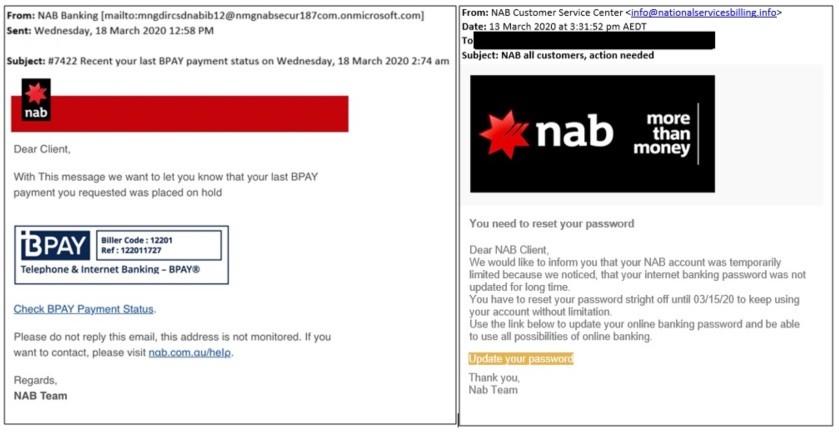 From: NAB Banking [mailto:mngdircsdnabib12@nmgnabsecur187com.onmicrosoft.com]
Sent: Wednesday, 18 March 2020 12:58 PM
Subject: #7422 Recent your last BPAY payment status on Wednesday, 18 March 2020 2:74 am
nab
Dear Client,
With This message we want to let you know that your last BPAY
payment you requested was placed on hold
BPAY
Biller Code : 12201
Ref : 122011727
Telephone & Internet Banking – BPAY®
Check BPAY Payment Status.
Please do not reply this email, this address is not monitored. If you
want to contact, please visit nab.com.au/help.
Regards,
NAB Team
From: NAB Customer Service Center <info@nationalservicesbilling.info>
Date: 13 March 2020 at 3:31:52 pm AEDT
To
Subject: NAB all customers, action needed
nab
more
than
money
You need to reset your password
Dear NAB Client,
We would like to inform you that your NAB account was temporarily
limited because we noticed, that your internet banking password was not
updated for long time.
You have to reset your password stright off until 03/15/20 to keep using
your account without limitation.
Use the link below to update your online banking password and be able
to use all possibilities of online banking.
Update your password
Thank you,
Nab Team